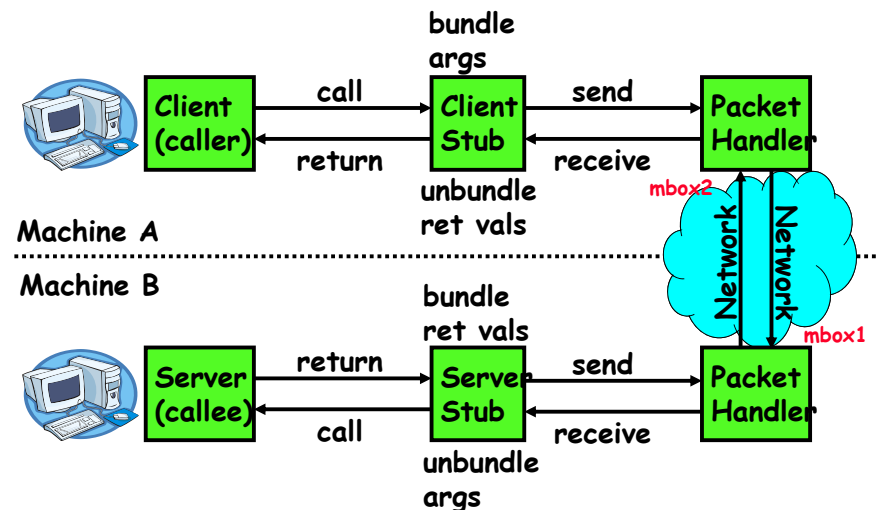 bundle
args
call
send
Client
(caller)
Client
Stub
Packet
Handler
return
receive
unbundle
ret vals
mbox2
Machine A
Network
Network
Machine B
mbox1
bundle
ret vals
return
send
Server
(callee)
Server
Stub
Packet
Handler
call
receive
unbundle
args